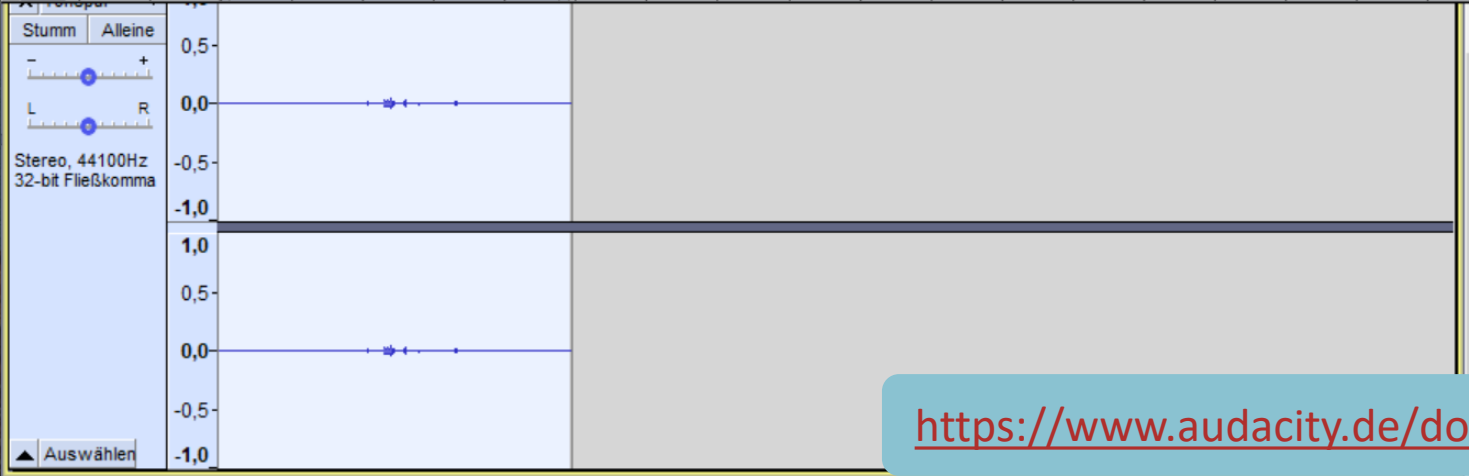 Stumm Alleine
- +
L R
Stereo, 44100Hz
32-bit Fließkomma
Auswählen
0,5
0,0
-0,5
-1,0
1,0
0,5
0,0
-0,5
-1,0
https://www.audacity.de/do